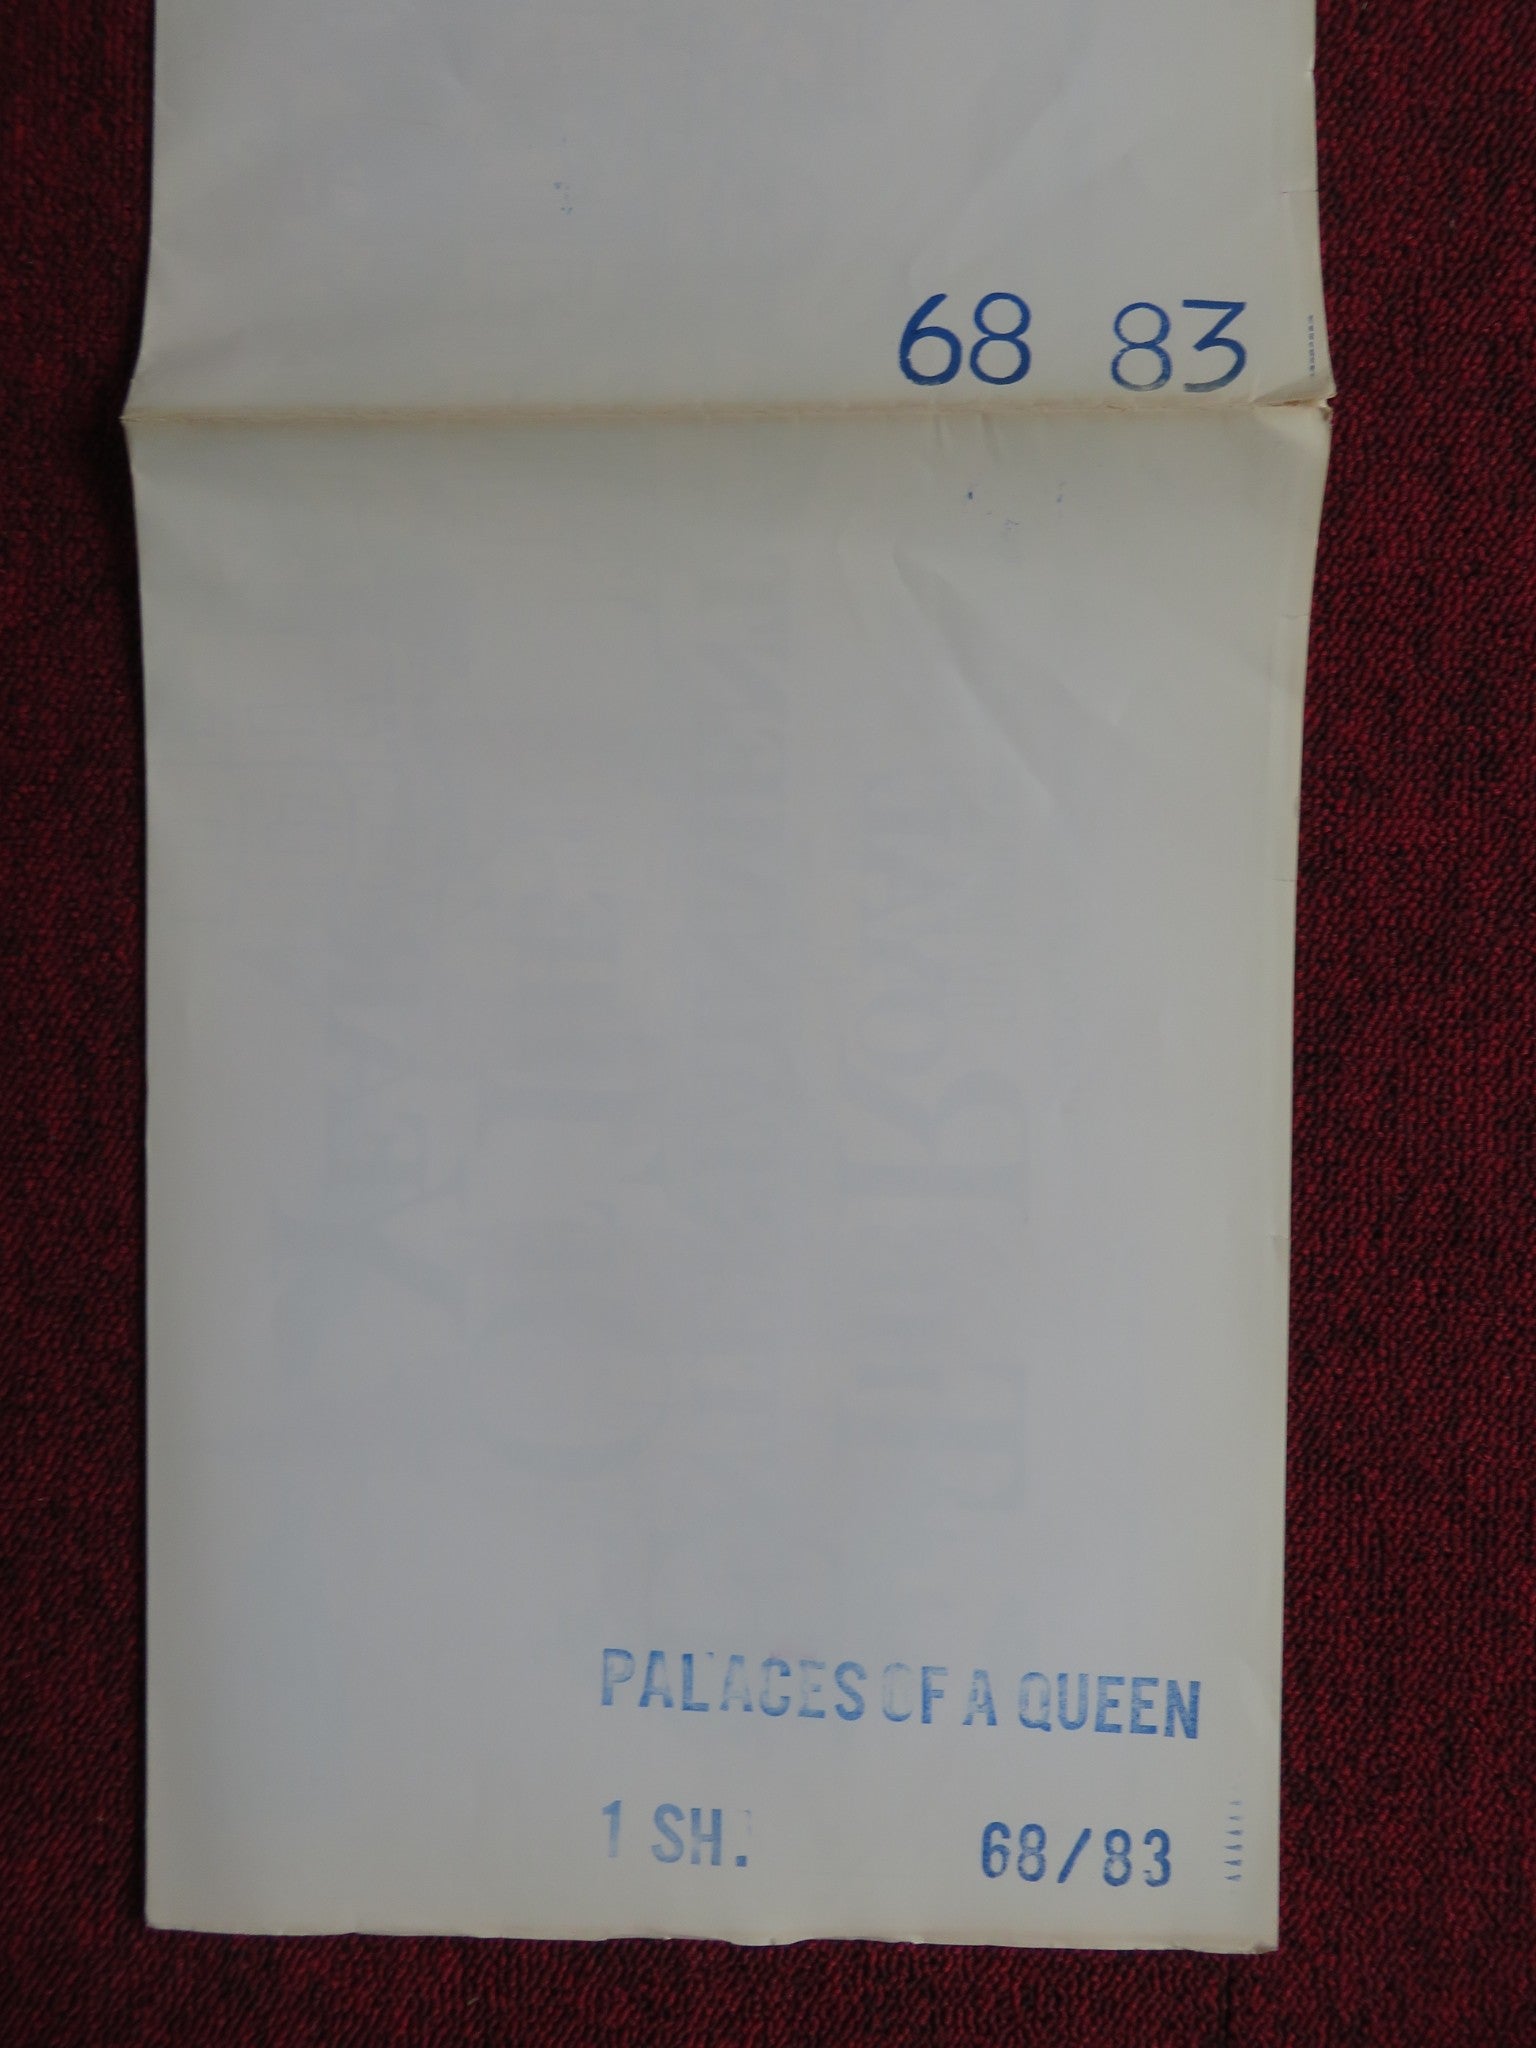 68 83
PALACES OF A QUEEN
1 SH. 68/83